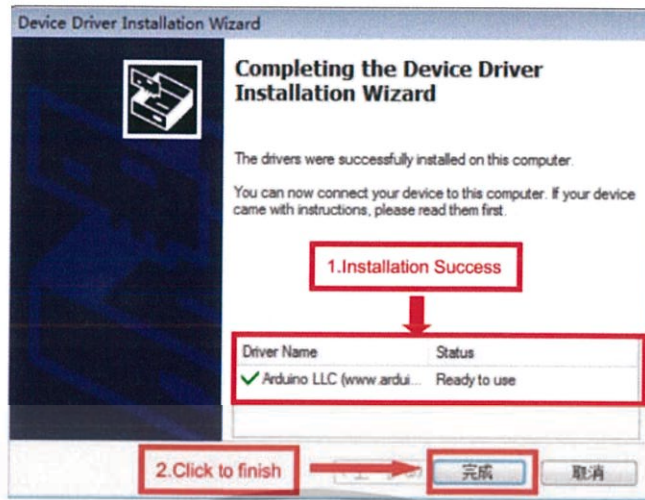 Device Driver Installation Wizard
Completing the Device Driver
Installation Wizard
The drivers were successfully installed on this computer.
You can now connect your device to this computer. If your device
came with instructions, please read them first.
1.Installation Success
Driver Name Status
Arduino LLC (www.ardui... Ready to use
2.Click to finish
完成 取消